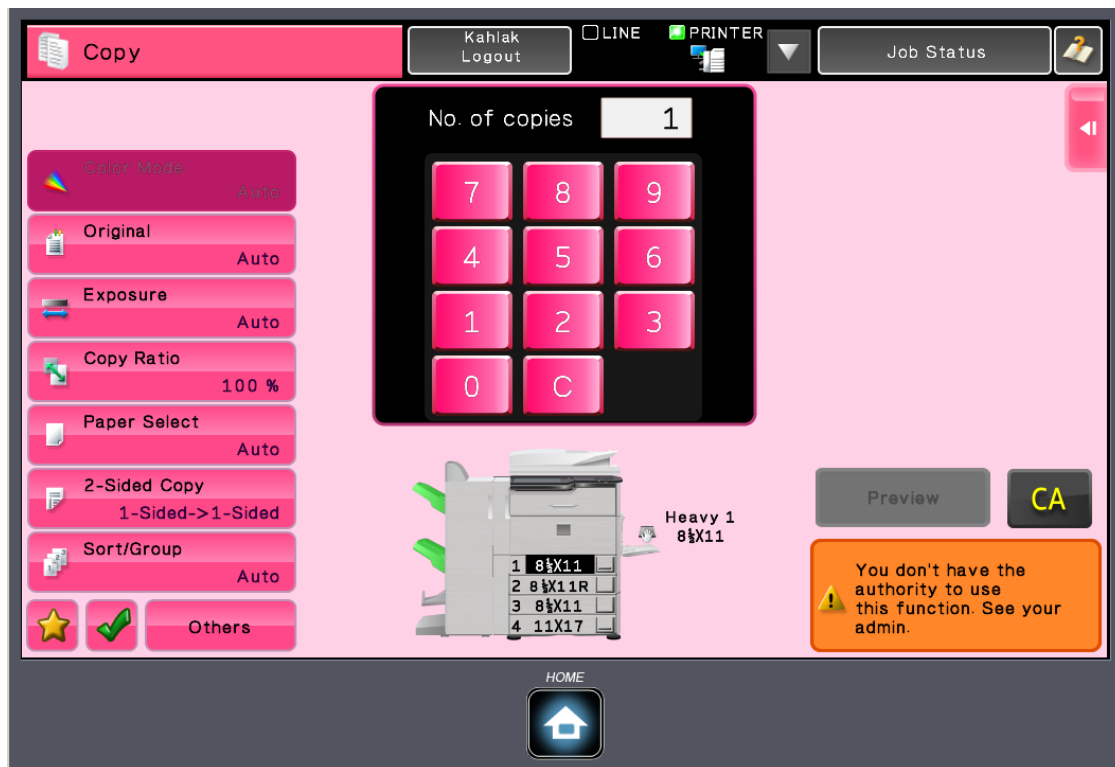 Copy
Kahlak
Logout
LINE
PRINTER
Job Status
No. of copies 1
7 8 9
4 5 6
1 2 3
0 C
Color Mode
Auto
Original
Auto
Exposure
Auto
Copy Ratio
100 %
Paper Select
Auto
2-Sided Copy
1-Sided->1-Sided
Sort/Group
Auto
Others
Heavy 1
8½X11
1 8½X11
2 8½X11R
3 8½X11
4 11X17
Preview
CA
You don't have the
authority to use
this function. See your
admin.
HOME